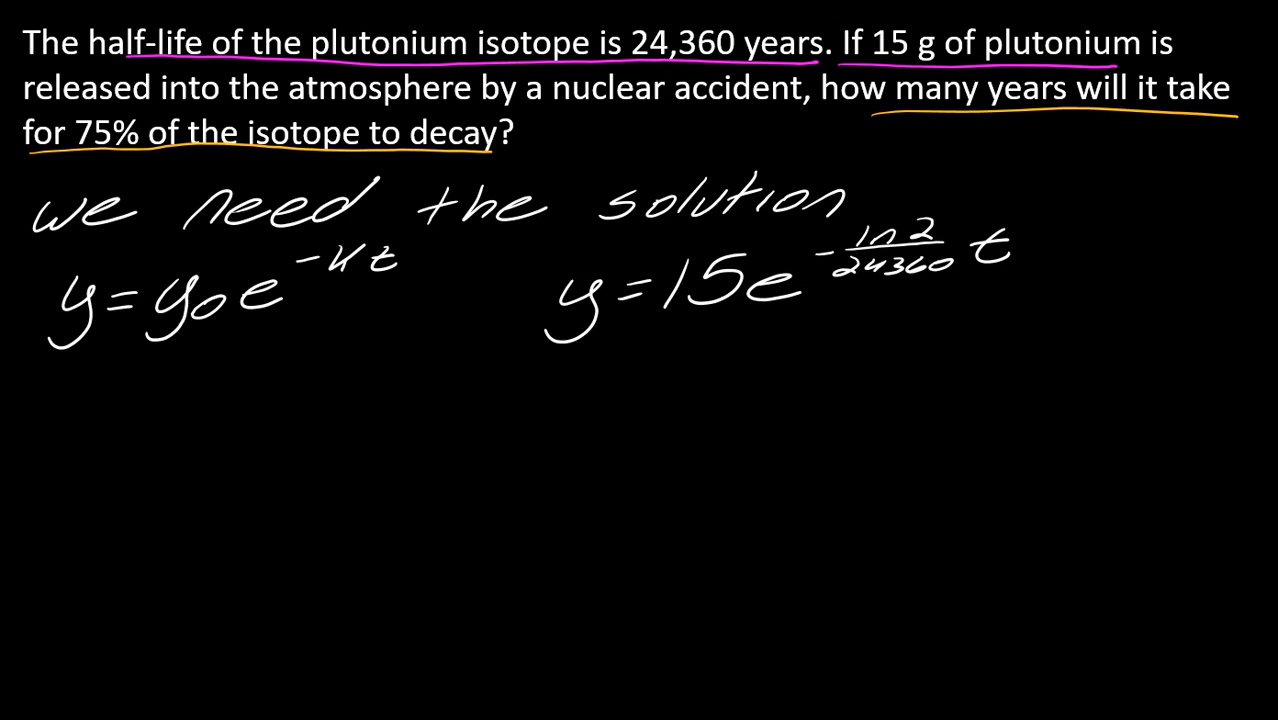 The half-life of the plutonium isotope is 24,360 years. If 15 g of plutonium is
released into the atmosphere by a nuclear accident, how many years will it take
for 75% of the isotope to decay?
we need the solution
y = y₀e^(-kt) y = 15e^(-(ln 2/24360)t)